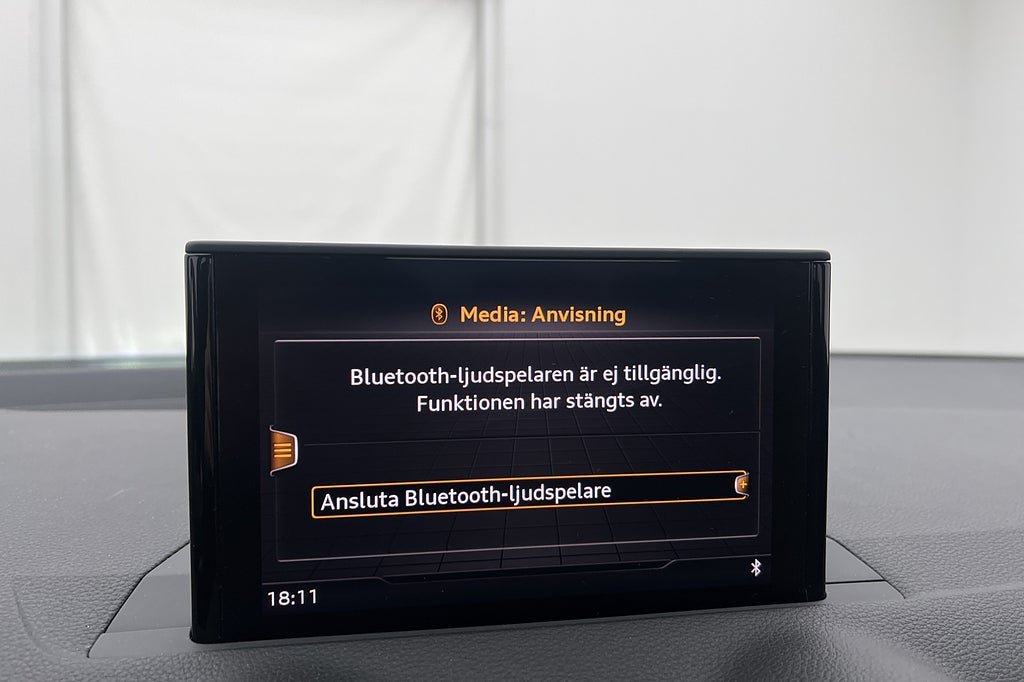 Media: Anvisning
Bluetooth-ljudspelaren är ej tillgänglig.
Funktionen har stängts av.
Ansluta Bluetooth-ljudspelare
18:11